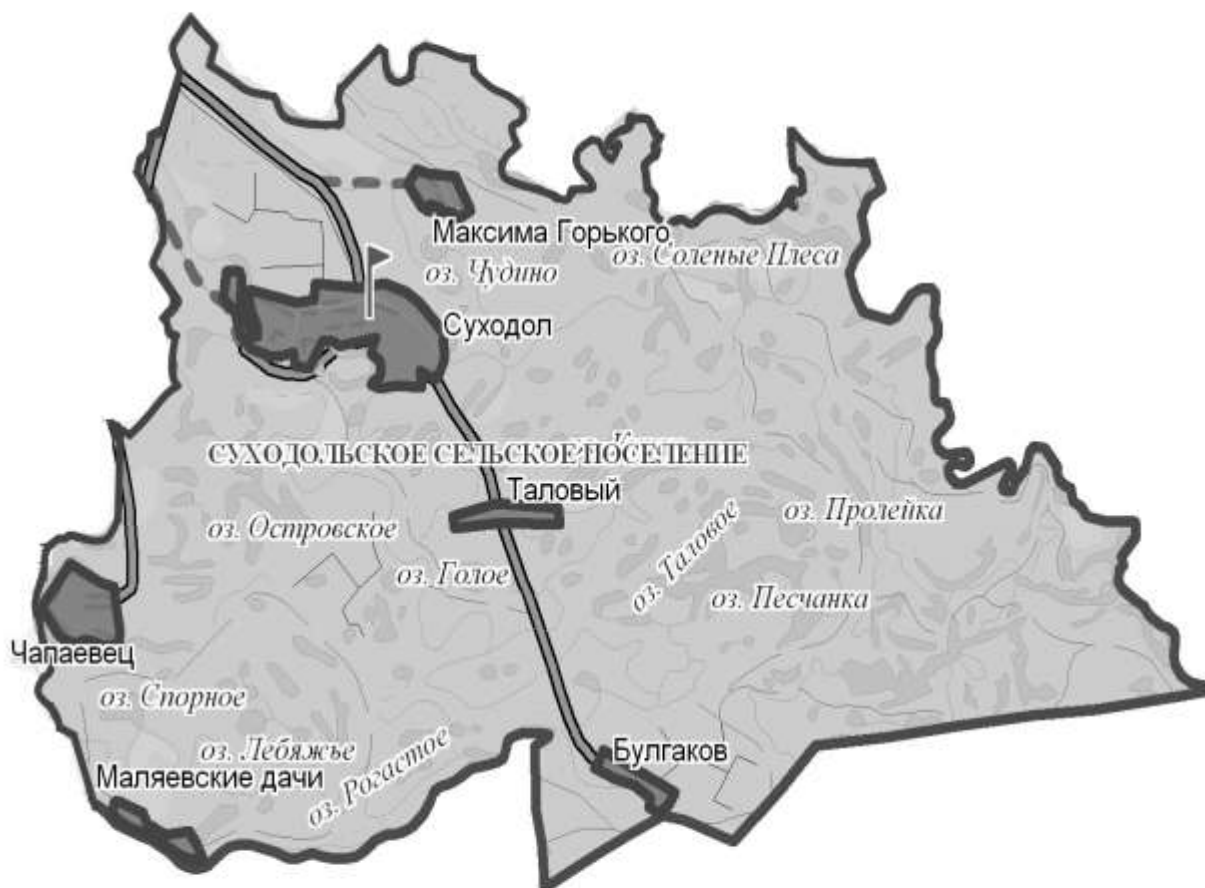 Максима Горького
оз. Соленые Плеса
оз. Чудино
Суходол
СУХОДОЛЬСКОЕ СЕЛЬСКОЕ ПОСЕЛЕНИЕ
Таловый
оз. Островское
оз. Пролейка
оз. Голое
оз. Таловое
оз. Песчанка
Чапаевец
оз. Спорное
оз. Лебяжье
Булгаков
Маляевские дачи
оз. Рогастое